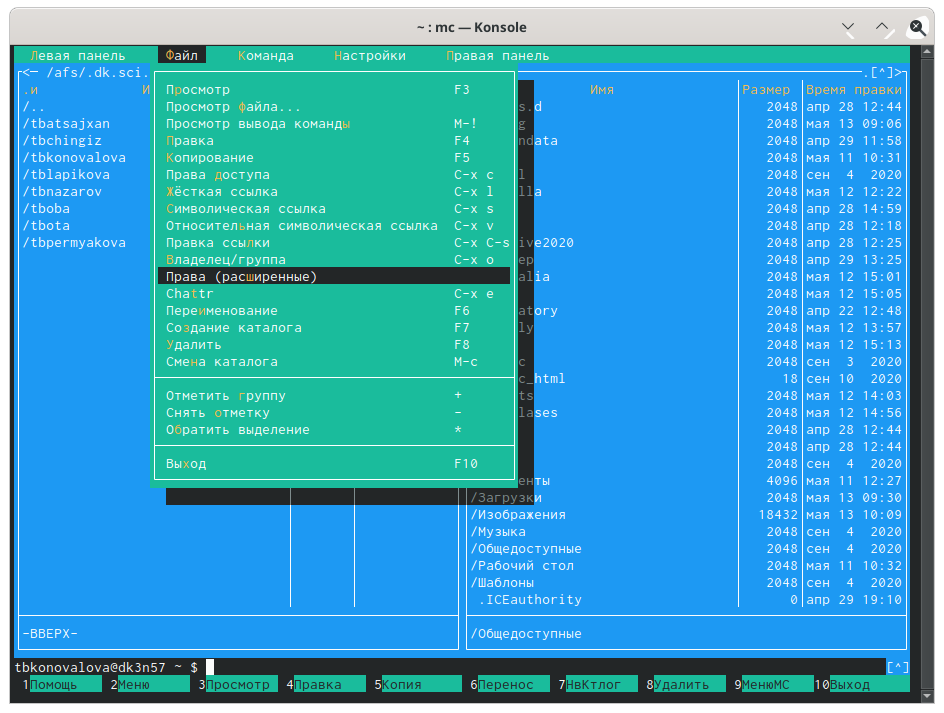 ~ : mc — Konsole
Левая панель Файл Команда Настройки Правая панель
<─ /afs/.dk.sci. .[^]>
.и И Имя Размер Время правки
/..
/tbatsajxan
/tbchingiz
/tbkonovalova
/tblapikova
/tbnazarov
/tboba
/tbota
/tbpermyakova
Просмотр F3
Просмотр файла...
Просмотр вывода команды M-!
Правка F4
Копирование F5
Права доступа C-x c
Жёсткая ссылка C-x l
Символическая ссылка C-x s
Относительная символическая ссылка C-x v
Правка ссылки C-x C-s
Владелец/группа C-x o
Права (расширенные)
Chattr C-x e
Переименование F6
Создание каталога F7
Удалить F8
Смена каталога M-c
Отметить группу +
Снять отметку -
Обратить выделение *
Выход F10
s.d 2048 апр 28 12:44
g 2048 мая 13 09:06
ndata 2048 апр 29 11:58
2048 мая 11 10:31
l 2048 сен 4 2020
lla 2048 мая 12 12:22
2048 апр 28 14:59
2048 апр 28 12:18
ive2020 2048 апр 28 12:25
ep 2048 апр 29 13:25
alia 2048 мая 12 15:01
2048 мая 12 15:05
atory 2048 апр 22 12:48
ly 2048 мая 12 13:57
2048 мая 12 15:13
c 2048 сен 3 2020
c_html 18 сен 10 2020
ts 2048 мая 12 14:03
lases 2048 мая 12 14:56
2048 апр 28 12:44
2048 апр 28 12:44
2048 сен 4 2020
енты 4096 мая 11 12:27
/Загрузки 2048 мая 13 09:30
/Изображения 18432 мая 13 10:09
/Музыка 2048 сен 4 2020
/Общедоступные 2048 сен 4 2020
/Рабочий стол 2048 мая 11 10:32
/Шаблоны 2048 сен 4 2020
.ICEauthority 0 апр 29 19:10
-ВВЕРХ- /Общедоступные
tbkonovalova@dk3n57 ~ $ [^]
1Помощь 2Меню 3Просмотр 4Правка 5Копия 6Перенос 7НвКтлог 8Удалить 9МенюMC 10Выход